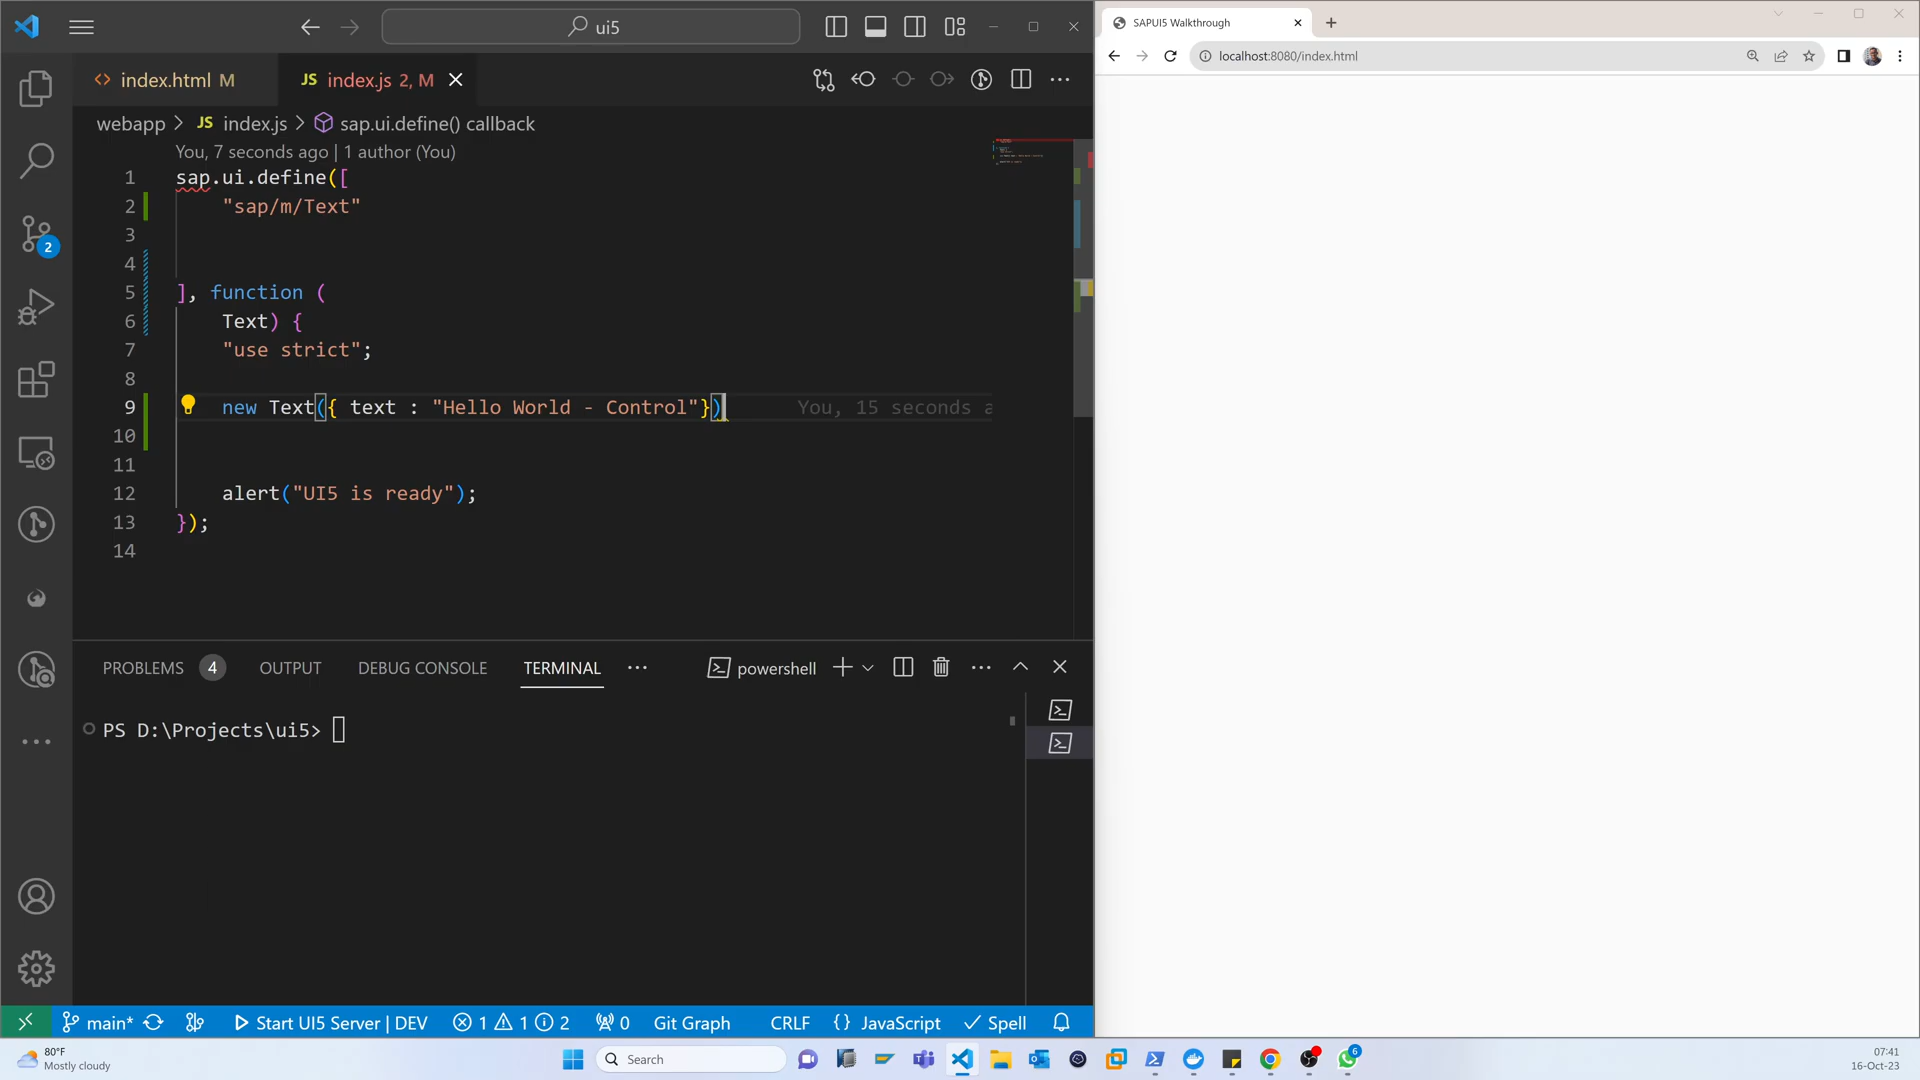 ui5
index.html M
JS index.js 2, M
webapp > JS index.js > sap.ui.define() callback
You, 7 seconds ago | 1 author (You)
1 sap.ui.define([
2 "sap/m/Text"
3
4
5 ], function (
6 Text) {
7 "use strict";
8
9 new Text({ text : "Hello World - Control"}) You, 15 seconds a
10
11
12 alert("UI5 is ready");
13 });
14
PROBLEMS 4 OUTPUT DEBUG CONSOLE TERMINAL powershell
PS D:\Projects\ui5>
2
main* Start UI5 Server | DEV 1 1 2 0 Git Graph CRLF {} JavaScript Spell
SAPUI5 Walkthrough
localhost:8080/index.html
80°F
Mostly cloudy
Search
6
07:41
16-Oct-23